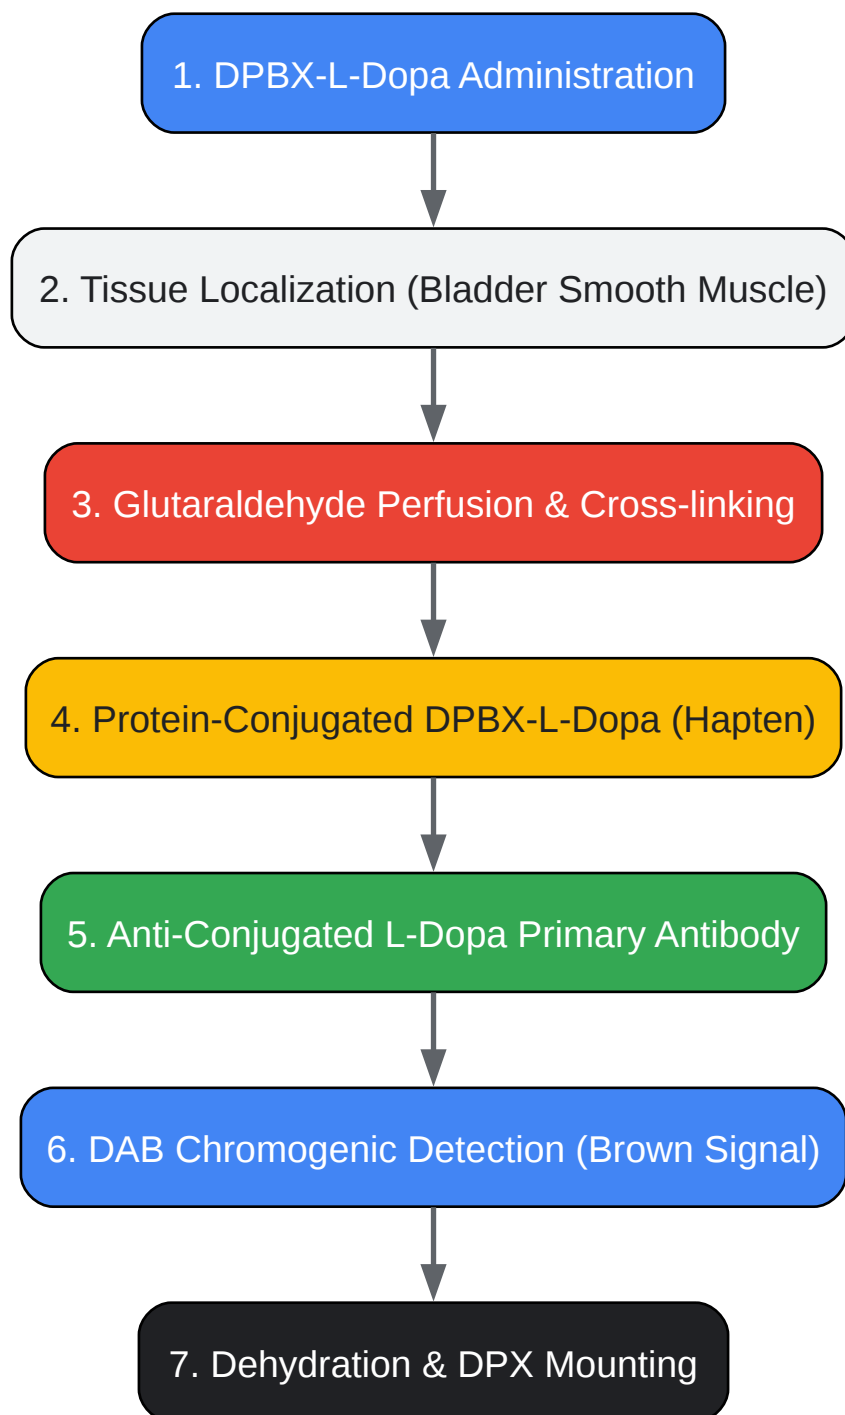 1. DPBX-L-Dopa Administration
2. Tissue Localization (Bladder Smooth Muscle)
3. Glutaraldehyde Perfusion & Cross-linking
4. Protein-Conjugated DPBX-L-Dopa (Hapten)
5. Anti-Conjugated L-Dopa Primary Antibody
6. DAB Chromogenic Detection (Brown Signal)
7. Dehydration & DPX Mounting